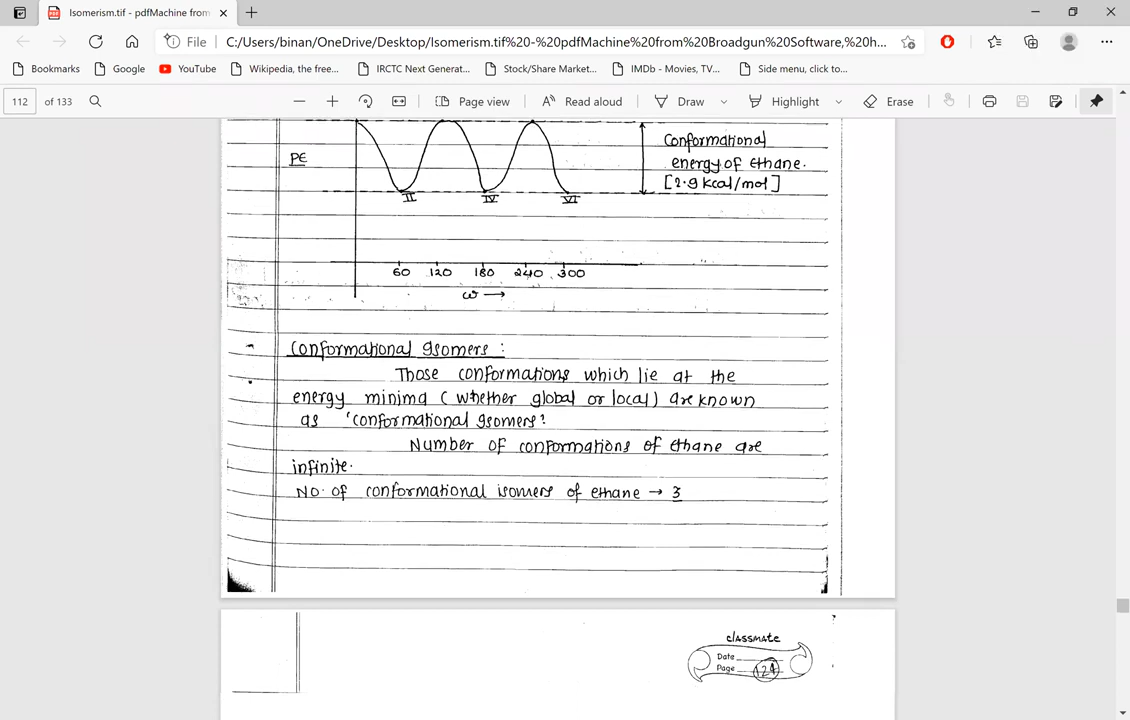 Isomerism.tif - pdfMachine from
File
C:/Users/binan/OneDrive/Desktop/Isomerism.tif%20-%20pdfMachine%20from%20Broadgun%20Software,%20h...
Bookmarks Google YouTube Wikipedia, the free... IRCTC Next Generat... Stock/Share Market... IMDb - Movies, TV... Side menu, click to...
112 of 133 Page view Read aloud Draw Highlight Erase
PE
Conformational
energy of ethane.
[2.9 kcal/mol]
II IV VI
60 120 180 240 300
ω →
Conformational Isomers :
Those conformations which lie at the
energy minima ( whether global or local) are known
as 'conformational Isomers'.
Number of conformations of ethane are
infinite.
No. of conformational isomers of ethane → 3
classmate
Date
Page 124